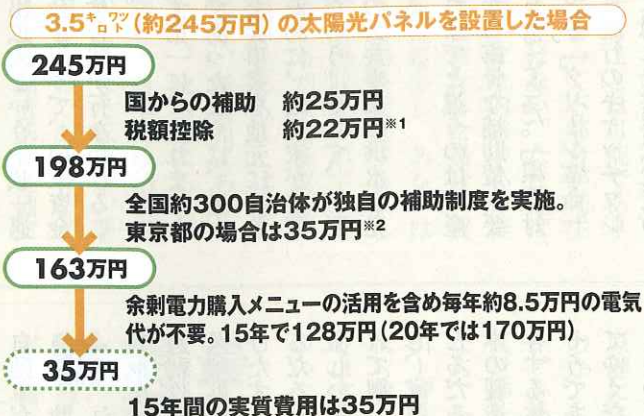 3.5キロワット(約245万円)の太陽光パネルを設置した場合
245万円
国からの補助 約25万円
税額控除 約22万円※1
198万円
全国約300自治体が独自の補助制度を実施。
東京都の場合は35万円※2
163万円
余剰電力購入メニューの活用を含め毎年約8.5万円の電気
代が不要。15年で128万円(20年では170万円)
35万円
15年間の実質費用は35万円